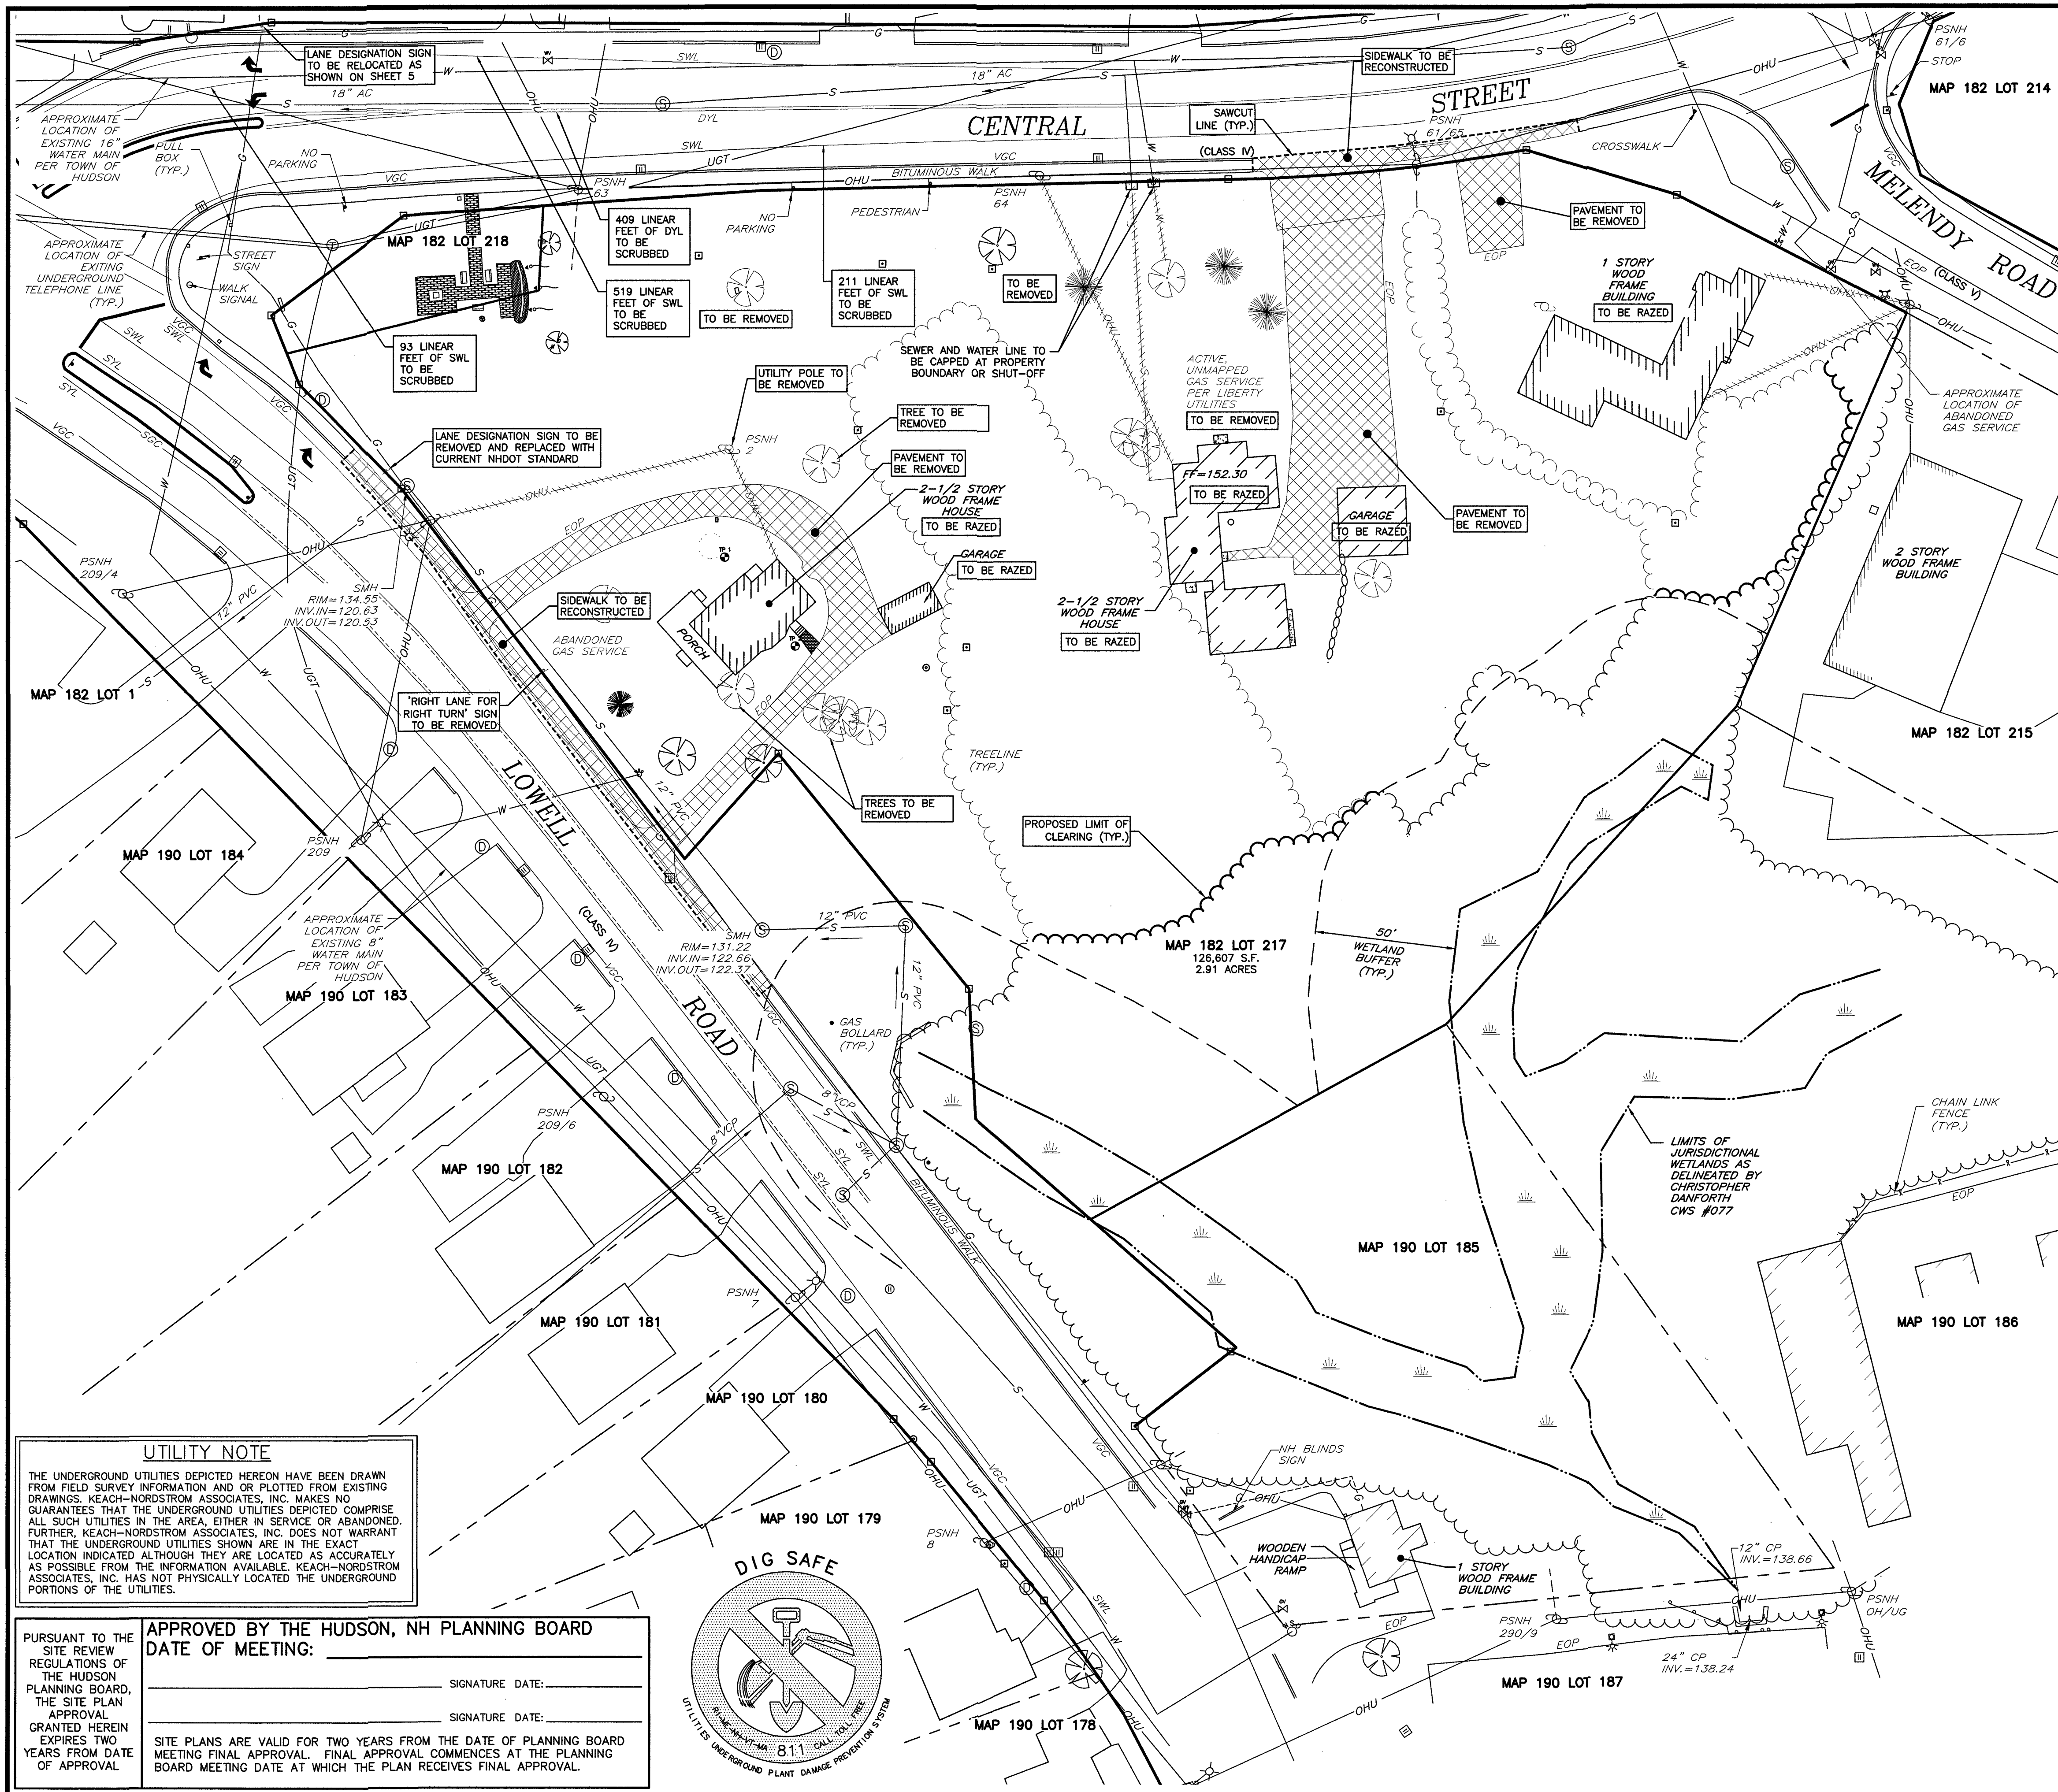 LANE DESIGNATION SIGN
TO BE RELOCATED AS
SHOWN ON SHEET 5
18" AC
SWL
18" AC
DYL
SWL
CENTRAL
STREET
SIDEWALK TO BE
RECONSTRUCTED
SAWCUT
LINE (TYP.)
(CLASS IV)
PSNH
61/65
PSNH
61/6
STOP
MAP 182 LOT 214
CROSSWALK
MELENDY ROAD
(CLASS V)
APPROXIMATE
LOCATION OF
EXISTING 16"
WATER MAIN
PER TOWN OF
HUDSON
PULL
BOX
(TYP.)
NO
PARKING
VGC
UGT
OHU
BITUMINOUS WALK
VGC
PSNH
63
PSNH
64
PEDESTRIAN
NO
PARKING
APPROXIMATE
LOCATION OF
EXITING
UNDERGROUND
TELEPHONE LINE
(TYP.)
STREET
SIGN
WALK
SIGNAL
MAP 182 LOT 218
409 LINEAR
FEET OF DYL
TO BE
SCRUBBED
519 LINEAR
FEET OF SWL
TO BE
SCRUBBED
93 LINEAR
FEET OF SWL
TO BE
SCRUBBED
TO BE REMOVED
211 LINEAR
FEET OF SWL
TO BE
SCRUBBED
TO BE
REMOVED
PAVEMENT TO
BE REMOVED
EOP
1 STORY
WOOD
FRAME
BUILDING
TO BE RAZED
SEWER AND WATER LINE TO
BE CAPPED AT PROPERTY
BOUNDARY OR SHUT-OFF
ACTIVE,
UNMAPPED
GAS SERVICE
PER LIBERTY
UTILITIES
TO BE REMOVED
APPROXIMATE
LOCATION OF
ABANDONED
GAS SERVICE
UTILITY POLE TO
BE REMOVED
TREE TO BE
REMOVED
PSNH
2
LANE DESIGNATION SIGN TO BE
REMOVED AND REPLACED WITH
CURRENT NHDOT STANDARD
PAVEMENT TO
BE REMOVED
2-1/2 STORY
WOOD FRAME
HOUSE
TO BE RAZED
FF=152.30
TO BE RAZED
GARAGE
TO BE RAZED
PAVEMENT TO
BE REMOVED
GARAGE
TO BE RAZED
2 STORY
WOOD FRAME
BUILDING
PSNH
209/4
12" PVC
SMH
RIM=134.55
INV.IN=120.63
INV.OUT=120.53
SIDEWALK TO BE
RECONSTRUCTED
ABANDONED
GAS SERVICE
PORCH
TP 1
EOP
2-1/2 STORY
WOOD FRAME
HOUSE
TO BE RAZED
MAP 182 LOT 1
'RIGHT LANE FOR
RIGHT TURN' SIGN
TO BE REMOVED
MAP 182 LOT 215
TREELINE
(TYP.)
LOWELL
ROAD
(CLASS IV)
12" PVC
TREES TO BE
REMOVED
PROPOSED LIMIT OF
CLEARING (TYP.)
PSNH
209
MAP 190 LOT 184
APPROXIMATE
LOCATION OF
EXISTING 8"
WATER MAIN
PER TOWN OF
HUDSON
MAP 190 LOT 183
SMH
RIM=131.22
INV.IN=122.66
INV.OUT=122.37
12" PVC
12" PVC
MAP 182 LOT 217
126,607 S.F.
2.91 ACRES
50'
WETLAND
BUFFER
(TYP.)
GAS
BOLLARD
(TYP.)
8" VCP
8" VCP
PSNH
209/6
MAP 190 LOT 182
CHAIN LINK
FENCE
(TYP.)
LIMITS OF
JURISDICTIONAL
WETLANDS AS
DELINEATED BY
CHRISTOPHER
DANFORTH
CWS #077
EOP
BITUMINOUS WALK
MAP 190 LOT 185
PSNH
7
MAP 190 LOT 181
MAP 190 LOT 186
MAP 190 LOT 180
NH BLINDS
SIGN
MAP 190 LOT 179
PSNH
8
WOODEN
HANDICAP
RAMP
1 STORY
WOOD FRAME
BUILDING
12" CP
INV.=138.66
PSNH
290/9
PSNH
OH/UG
24" CP
INV.=138.24
EOP
EOP
MAP 190 LOT 187
MAP 190 LOT 178
UTILITY NOTE
THE UNDERGROUND UTILITIES DEPICTED HEREON HAVE BEEN DRAWN
FROM FIELD SURVEY INFORMATION AND OR PLOTTED FROM EXISTING
DRAWINGS. KEACH-NORDSTROM ASSOCIATES, INC. MAKES NO
GUARANTEES THAT THE UNDERGROUND UTILITIES DEPICTED COMPRISE
ALL SUCH UTILITIES IN THE AREA, EITHER IN SERVICE OR ABANDONED.
FURTHER, KEACH-NORDSTROM ASSOCIATES, INC. DOES NOT WARRANT
THAT THE UNDERGROUND UTILITIES SHOWN ARE IN THE EXACT
LOCATION INDICATED ALTHOUGH THEY ARE LOCATED AS ACCURATELY
AS POSSIBLE FROM THE INFORMATION AVAILABLE. KEACH-NORDSTROM
ASSOCIATES, INC. HAS NOT PHYSICALLY LOCATED THE UNDERGROUND
PORTIONS OF THE UTILITIES.
PURSUANT TO THE
SITE REVIEW
REGULATIONS OF
THE HUDSON
PLANNING BOARD,
THE SITE PLAN
APPROVAL
GRANTED HEREIN
EXPIRES TWO
YEARS FROM DATE
OF APPROVAL
APPROVED BY THE HUDSON, NH PLANNING BOARD
DATE OF MEETING:
SIGNATURE DATE:
SIGNATURE DATE:
SITE PLANS ARE VALID FOR TWO YEARS FROM THE DATE OF PLANNING BOARD
MEETING FINAL APPROVAL. FINAL APPROVAL COMMENCES AT THE PLANNING
BOARD MEETING DATE AT WHICH THE PLAN RECEIVES FINAL APPROVAL.
DIG SAFE
RI-ME-NH-VT-MA 811 CALL TOLL FREE
UTILITIES UNDERGROUND PLANT DAMAGE PREVENTION SYSTEM